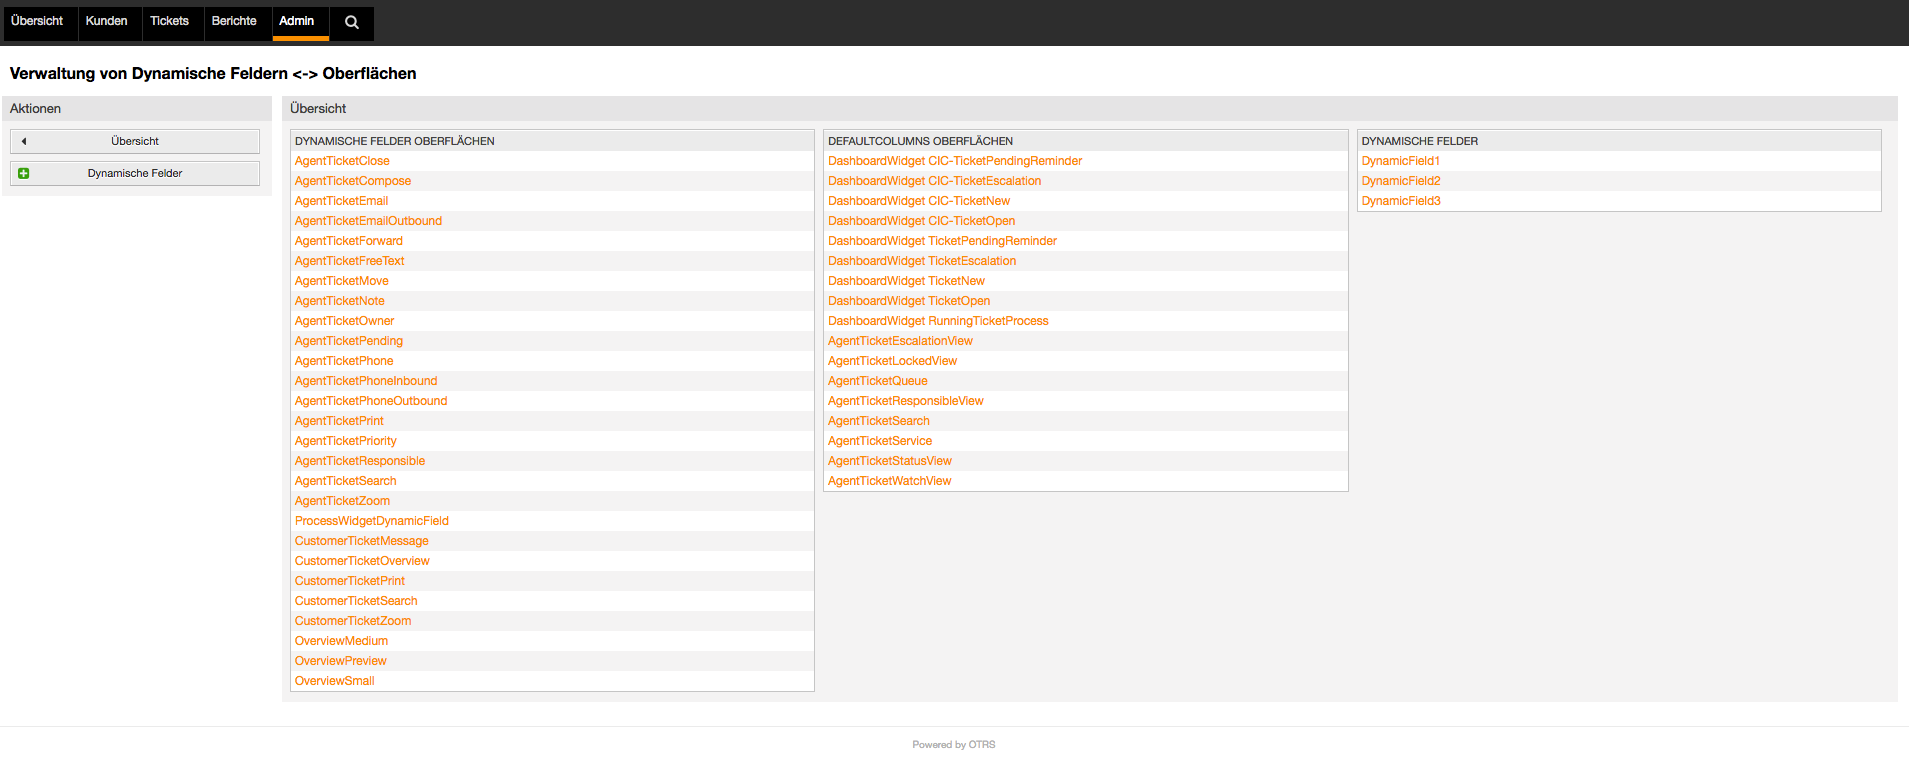 Übersicht
Kunden
Tickets
Berichte
Admin
Verwaltung von Dynamische Feldern <-> Oberflächen
Aktionen
Übersicht
Dynamische Felder
Übersicht
DYNAMISCHE FELDER OBERFLÄCHEN
AgentTicketClose
AgentTicketCompose
AgentTicketEmail
AgentTicketEmailOutbound
AgentTicketForward
AgentTicketFreeText
AgentTicketMove
AgentTicketNote
AgentTicketOwner
AgentTicketPending
AgentTicketPhone
AgentTicketPhoneInbound
AgentTicketPhoneOutbound
AgentTicketPrint
AgentTicketPriority
AgentTicketResponsible
AgentTicketSearch
AgentTicketZoom
ProcessWidgetDynamicField
CustomerTicketMessage
CustomerTicketOverview
CustomerTicketPrint
CustomerTicketSearch
CustomerTicketZoom
OverviewMedium
OverviewPreview
OverviewSmall
DEFAULTCOLUMNS OBERFLÄCHEN
DashboardWidget CIC-TicketPendingReminder
DashboardWidget CIC-TicketEscalation
DashboardWidget CIC-TicketNew
DashboardWidget CIC-TicketOpen
DashboardWidget TicketPendingReminder
DashboardWidget TicketEscalation
DashboardWidget TicketNew
DashboardWidget TicketOpen
DashboardWidget RunningTicketProcess
AgentTicketEscalationView
AgentTicketLockedView
AgentTicketQueue
AgentTicketResponsibleView
AgentTicketSearch
AgentTicketService
AgentTicketStatusView
AgentTicketWatchView
DYNAMISCHE FELDER
DynamicField1
DynamicField2
DynamicField3
Powered by OTRS